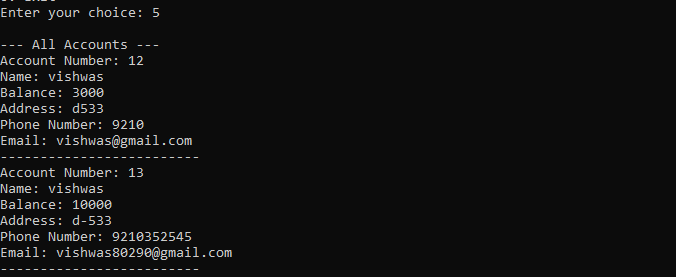 Enter your choice: 5
--- All Accounts ---
Account Number: 12
Name: vishwas
Balance: 3000
Address: d533
Phone Number: 9210
Email: vishwas@gmail.com
-------------------------
Account Number: 13
Name: vishwas
Balance: 10000
Address: d-533
Phone Number: 9210352545
Email: vishwas80290@gmail.com
-------------------------